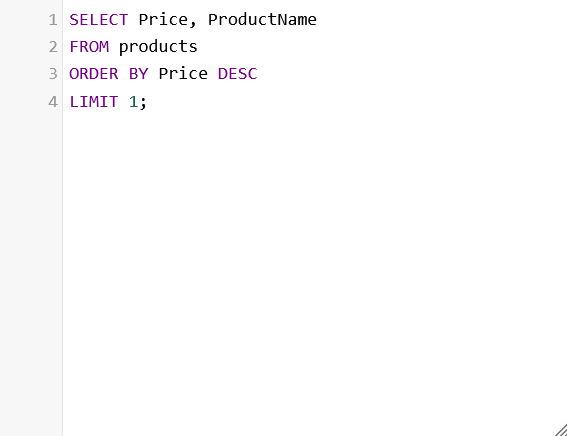 1 SELECT Price, ProductName
2 FROM products
3 ORDER BY Price DESC
4 LIMIT 1;